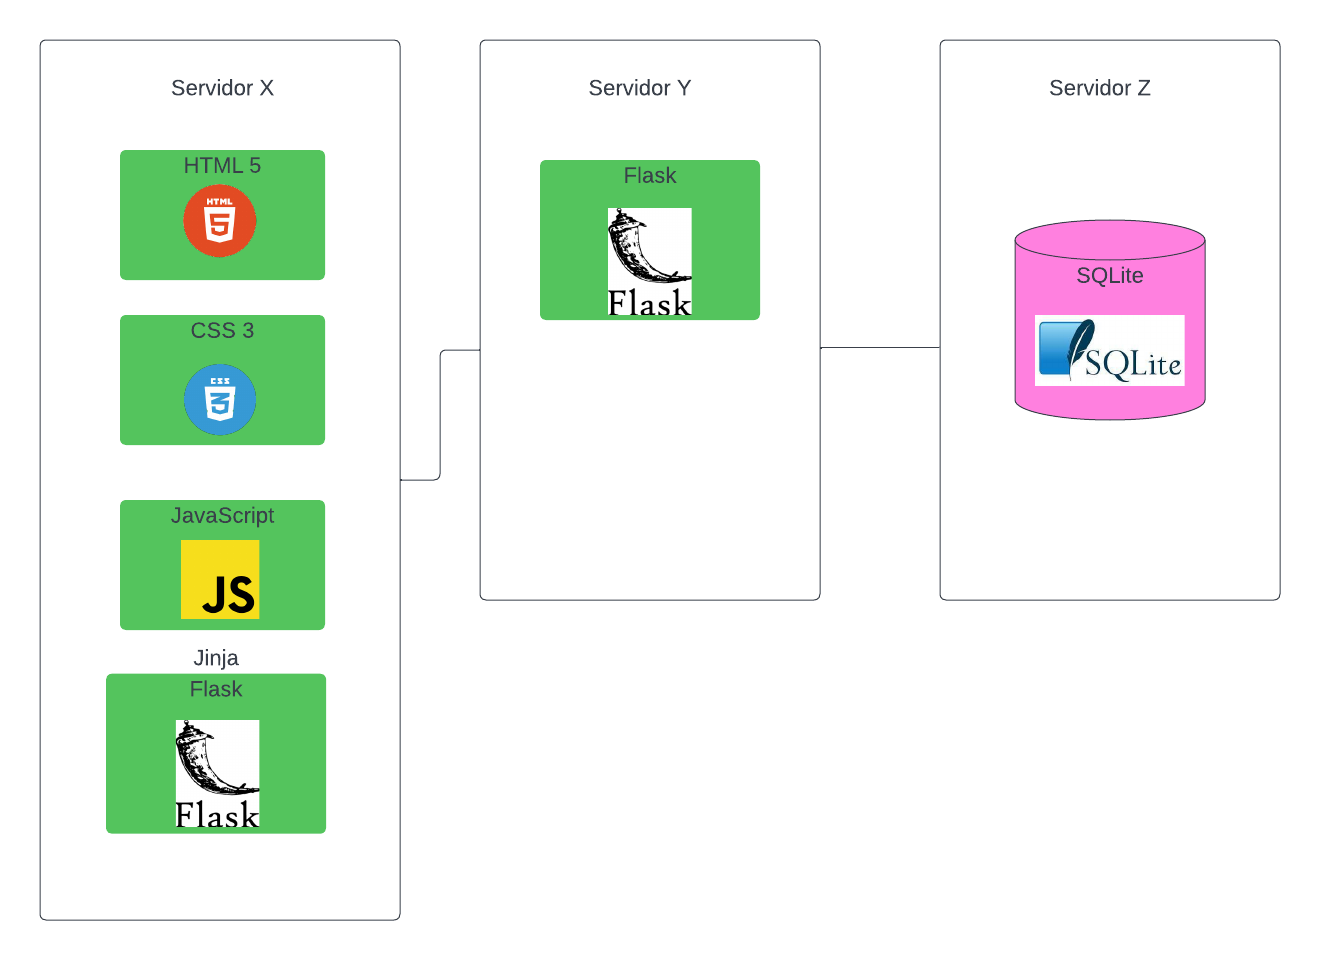 Servidor X
HTML 5
HTML
5
CSS 3
CSS
3
JavaScript
JS
Jinja
Flask
Flask
Servidor Y
Flask
Flask
Servidor Z
SQLite
SQLite